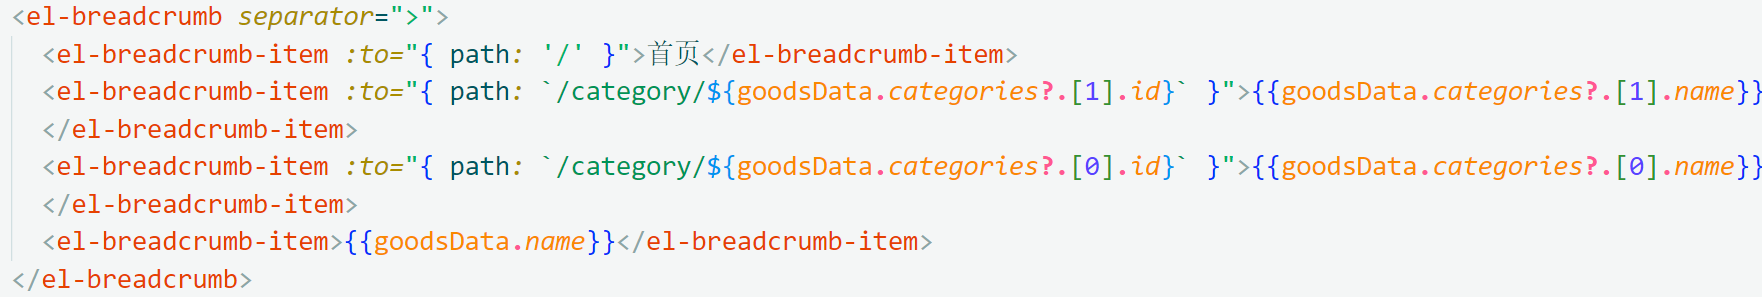 <el-breadcrumb separator=">">
<el-breadcrumb-item :to="{ path: '/' }">首页</el-breadcrumb-item>
<el-breadcrumb-item :to="{ path: `/category/${goodsData.categories?.[1].id}` }">{{goodsData.categories?.[1].name}}
</el-breadcrumb-item>
<el-breadcrumb-item :to="{ path: `/category/${goodsData.categories?.[0].id}` }">{{goodsData.categories?.[0].name}}
</el-breadcrumb-item>
<el-breadcrumb-item>{{goodsData.name}}</el-breadcrumb-item>
</el-breadcrumb>